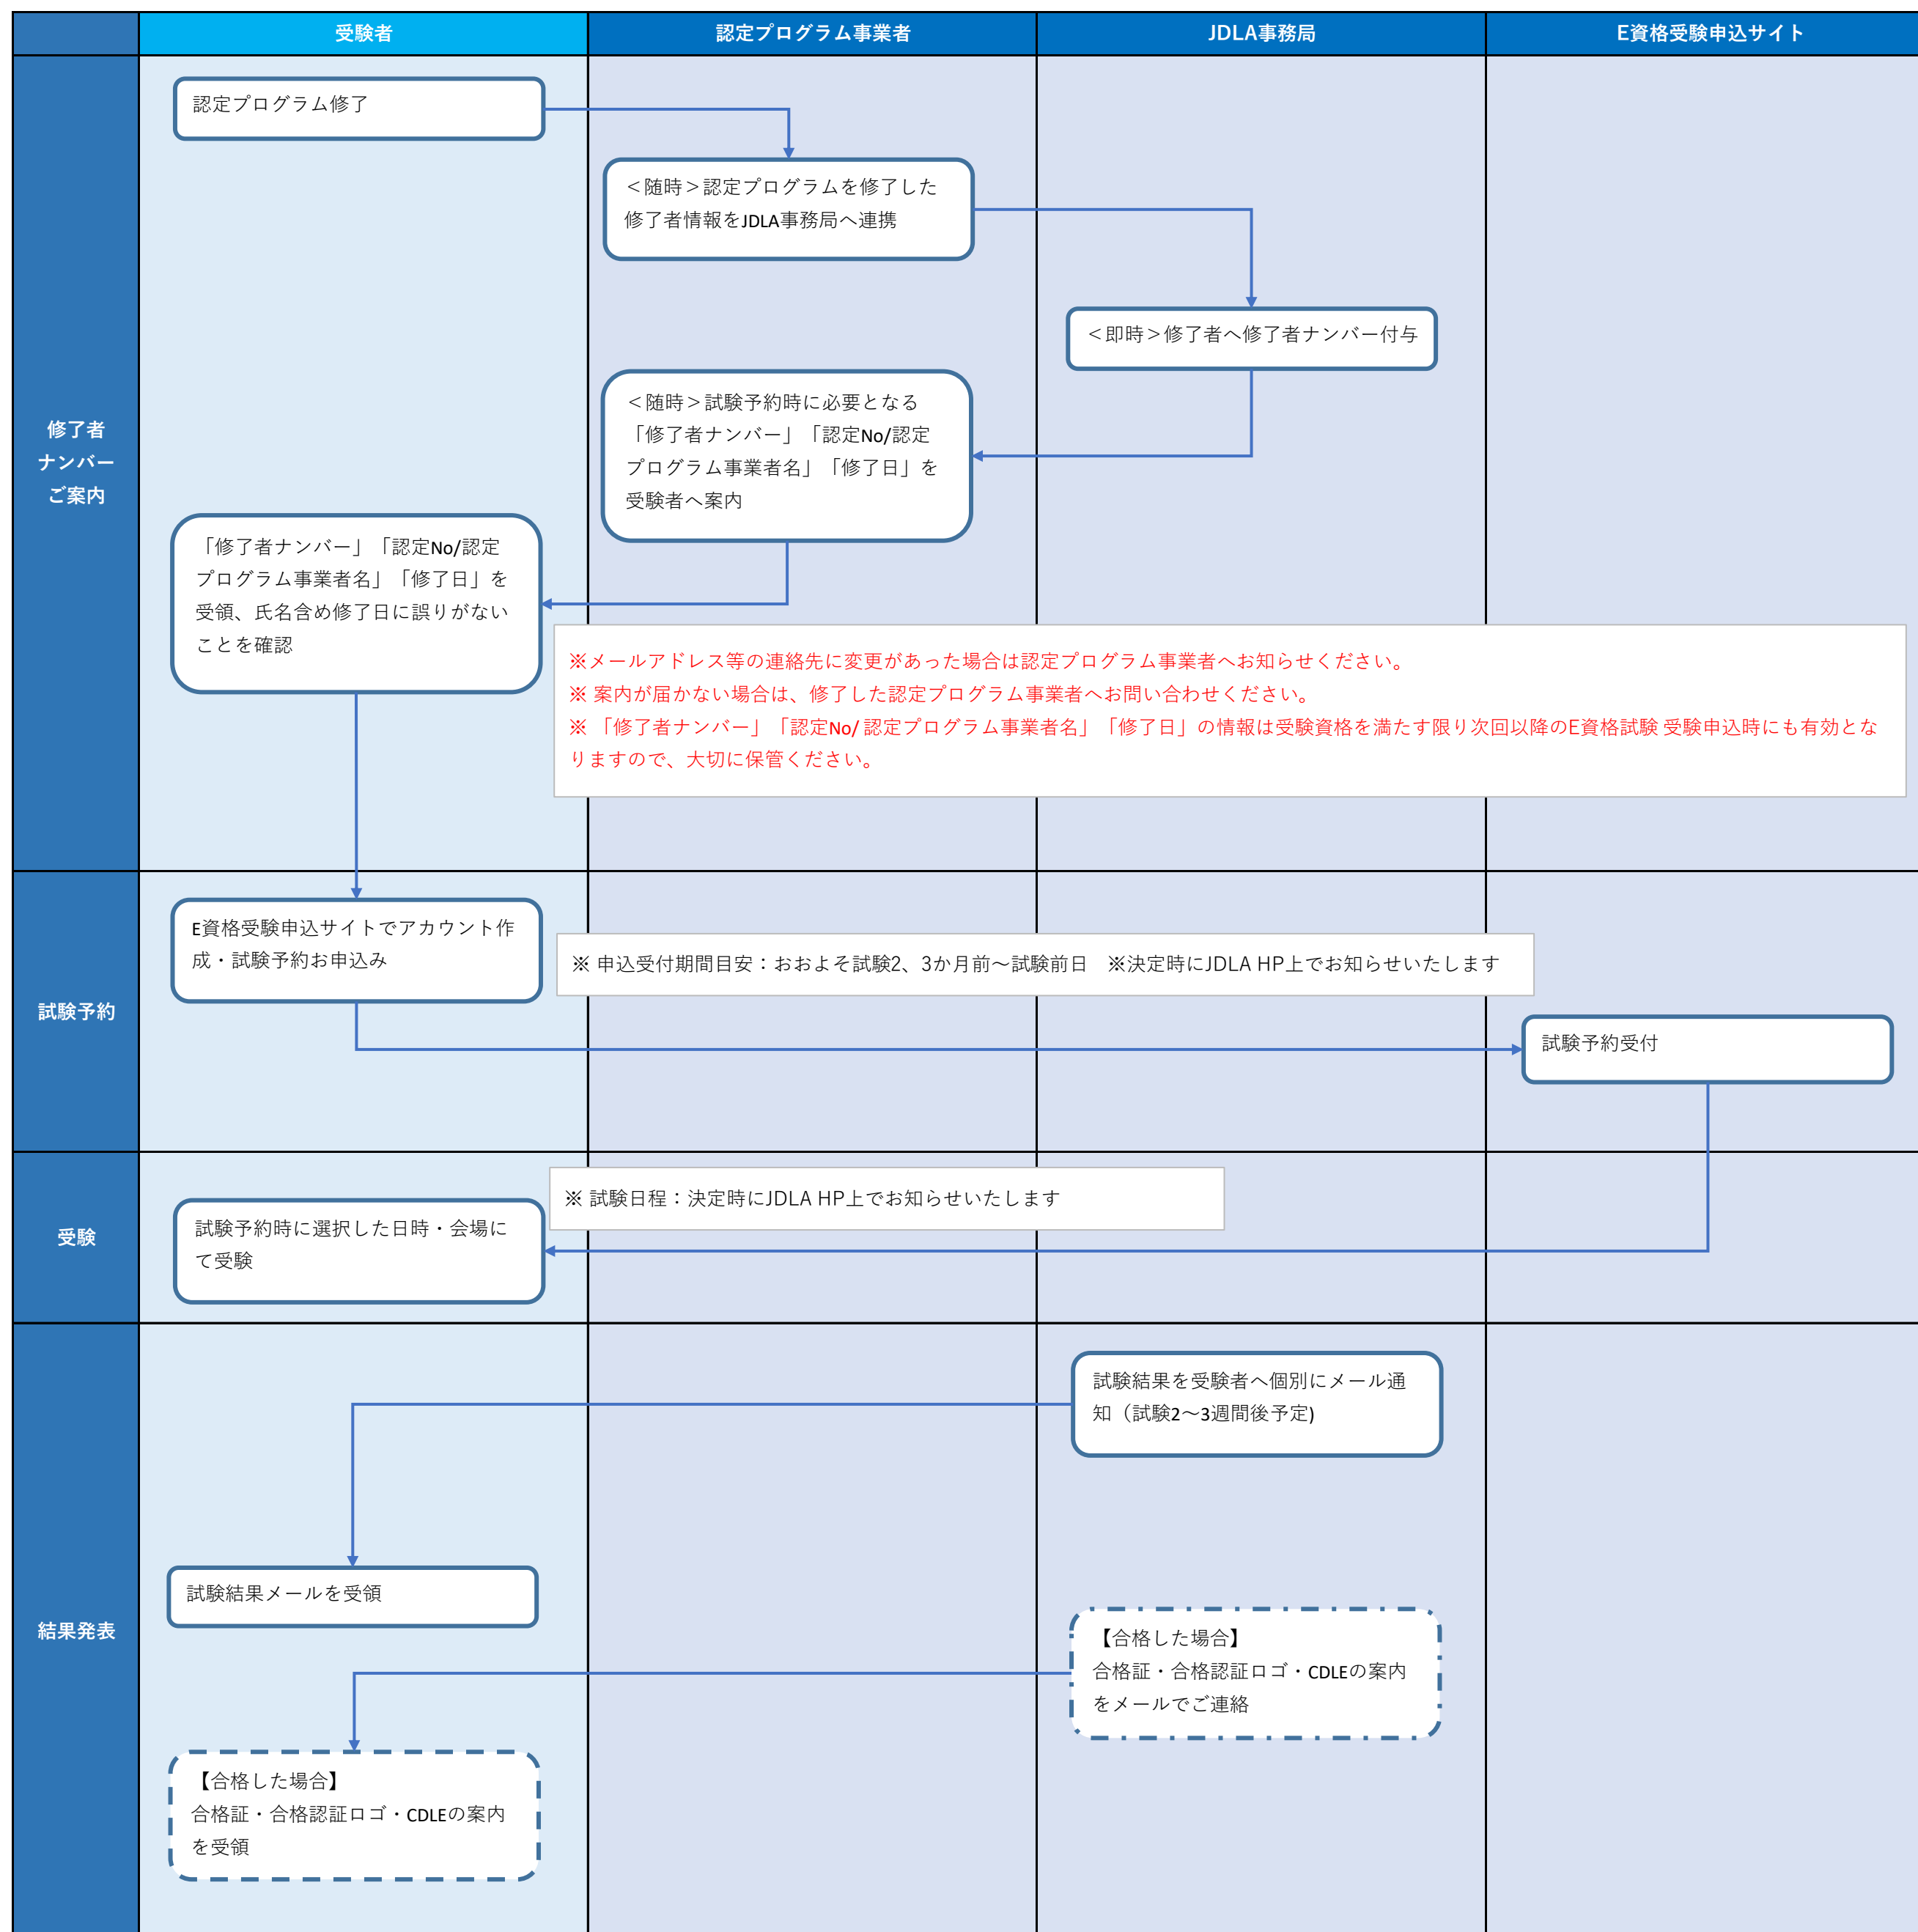 受験者
認定プログラム事業者
JDLA事務局
E資格受験申込サイト
修了者
ナンバー
ご案内
認定プログラム修了
＜随時＞認定プログラムを修了した
修了者情報をJDLA事務局へ連携
＜即時＞修了者へ修了者ナンバー付与
＜随時＞試験予約時に必要となる
「修了者ナンバー」「認定No/認定
プログラム事業者名」「修了日」を
受験者へ案内
「修了者ナンバー」「認定No/認定
プログラム事業者名」「修了日」を
受領、氏名含め修了日に誤りがない
ことを確認
※メールアドレス等の連絡先に変更があった場合は認定プログラム事業者へお知らせください。
※ 案内が届かない場合は、修了した認定プログラム事業者へお問い合わせください。
※ 「修了者ナンバー」「認定No/ 認定プログラム事業者名」「修了日」の情報は受験資格を満たす限り次回以降のE資格試験 受験申込時にも有効とな
りますので、大切に保管ください。
試験予約
E資格受験申込サイトでアカウント作
成・試験予約お申込み
※ 申込受付期間目安：おおよそ試験2、3か月前～試験前日　※決定時にJDLA HP上でお知らせいたします
試験予約受付
受験
※ 試験日程：決定時にJDLA HP上でお知らせいたします
試験予約時に選択した日時・会場に
て受験
結果発表
試験結果を受験者へ個別にメール通
知（試験2～3週間後予定)
試験結果メールを受領
【合格した場合】
合格証・合格認証ロゴ・CDLEの案内
をメールでご連絡
【合格した場合】
合格証・合格認証ロゴ・CDLEの案内
を受領